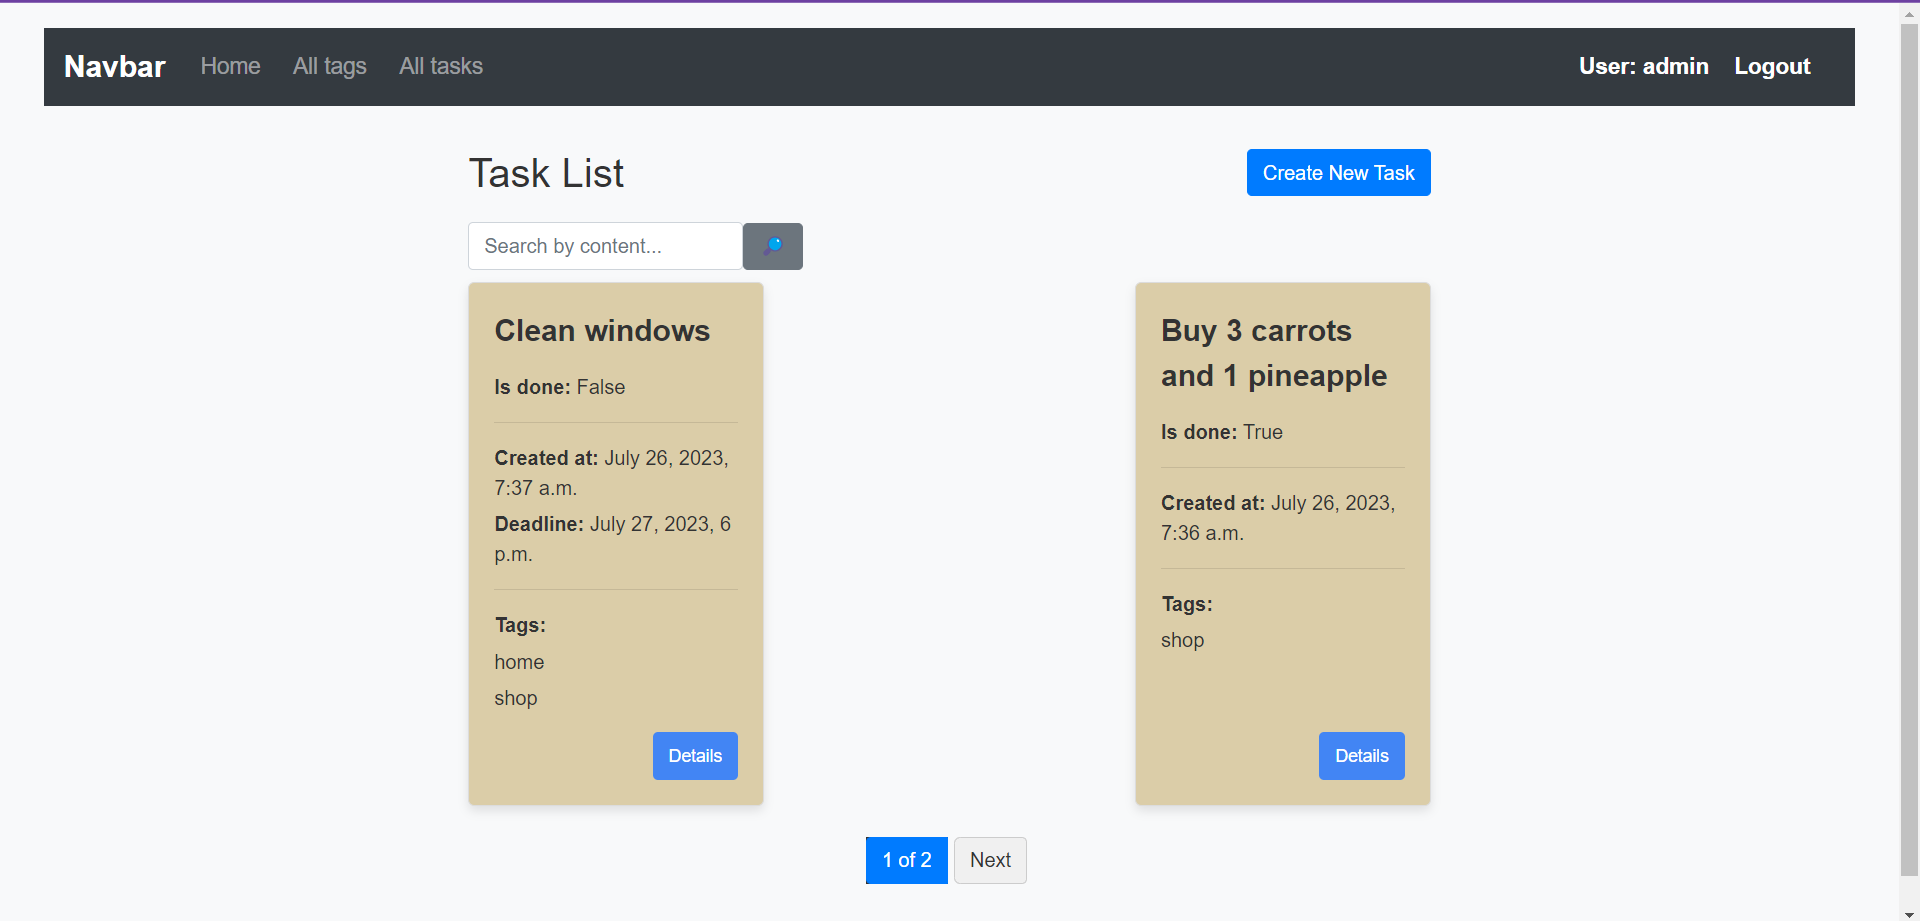 Navbar Home All tags All tasks User: admin Logout
Task List
Create New Task
Search by content...
Clean windows
Is done: False
Created at: July 26, 2023,
7:37 a.m.
Deadline: July 27, 2023, 6
p.m.
Tags:
home
shop
Details
Buy 3 carrots
and 1 pineapple
Is done: True
Created at: July 26, 2023,
7:36 a.m.
Tags:
shop
Details
1 of 2 Next